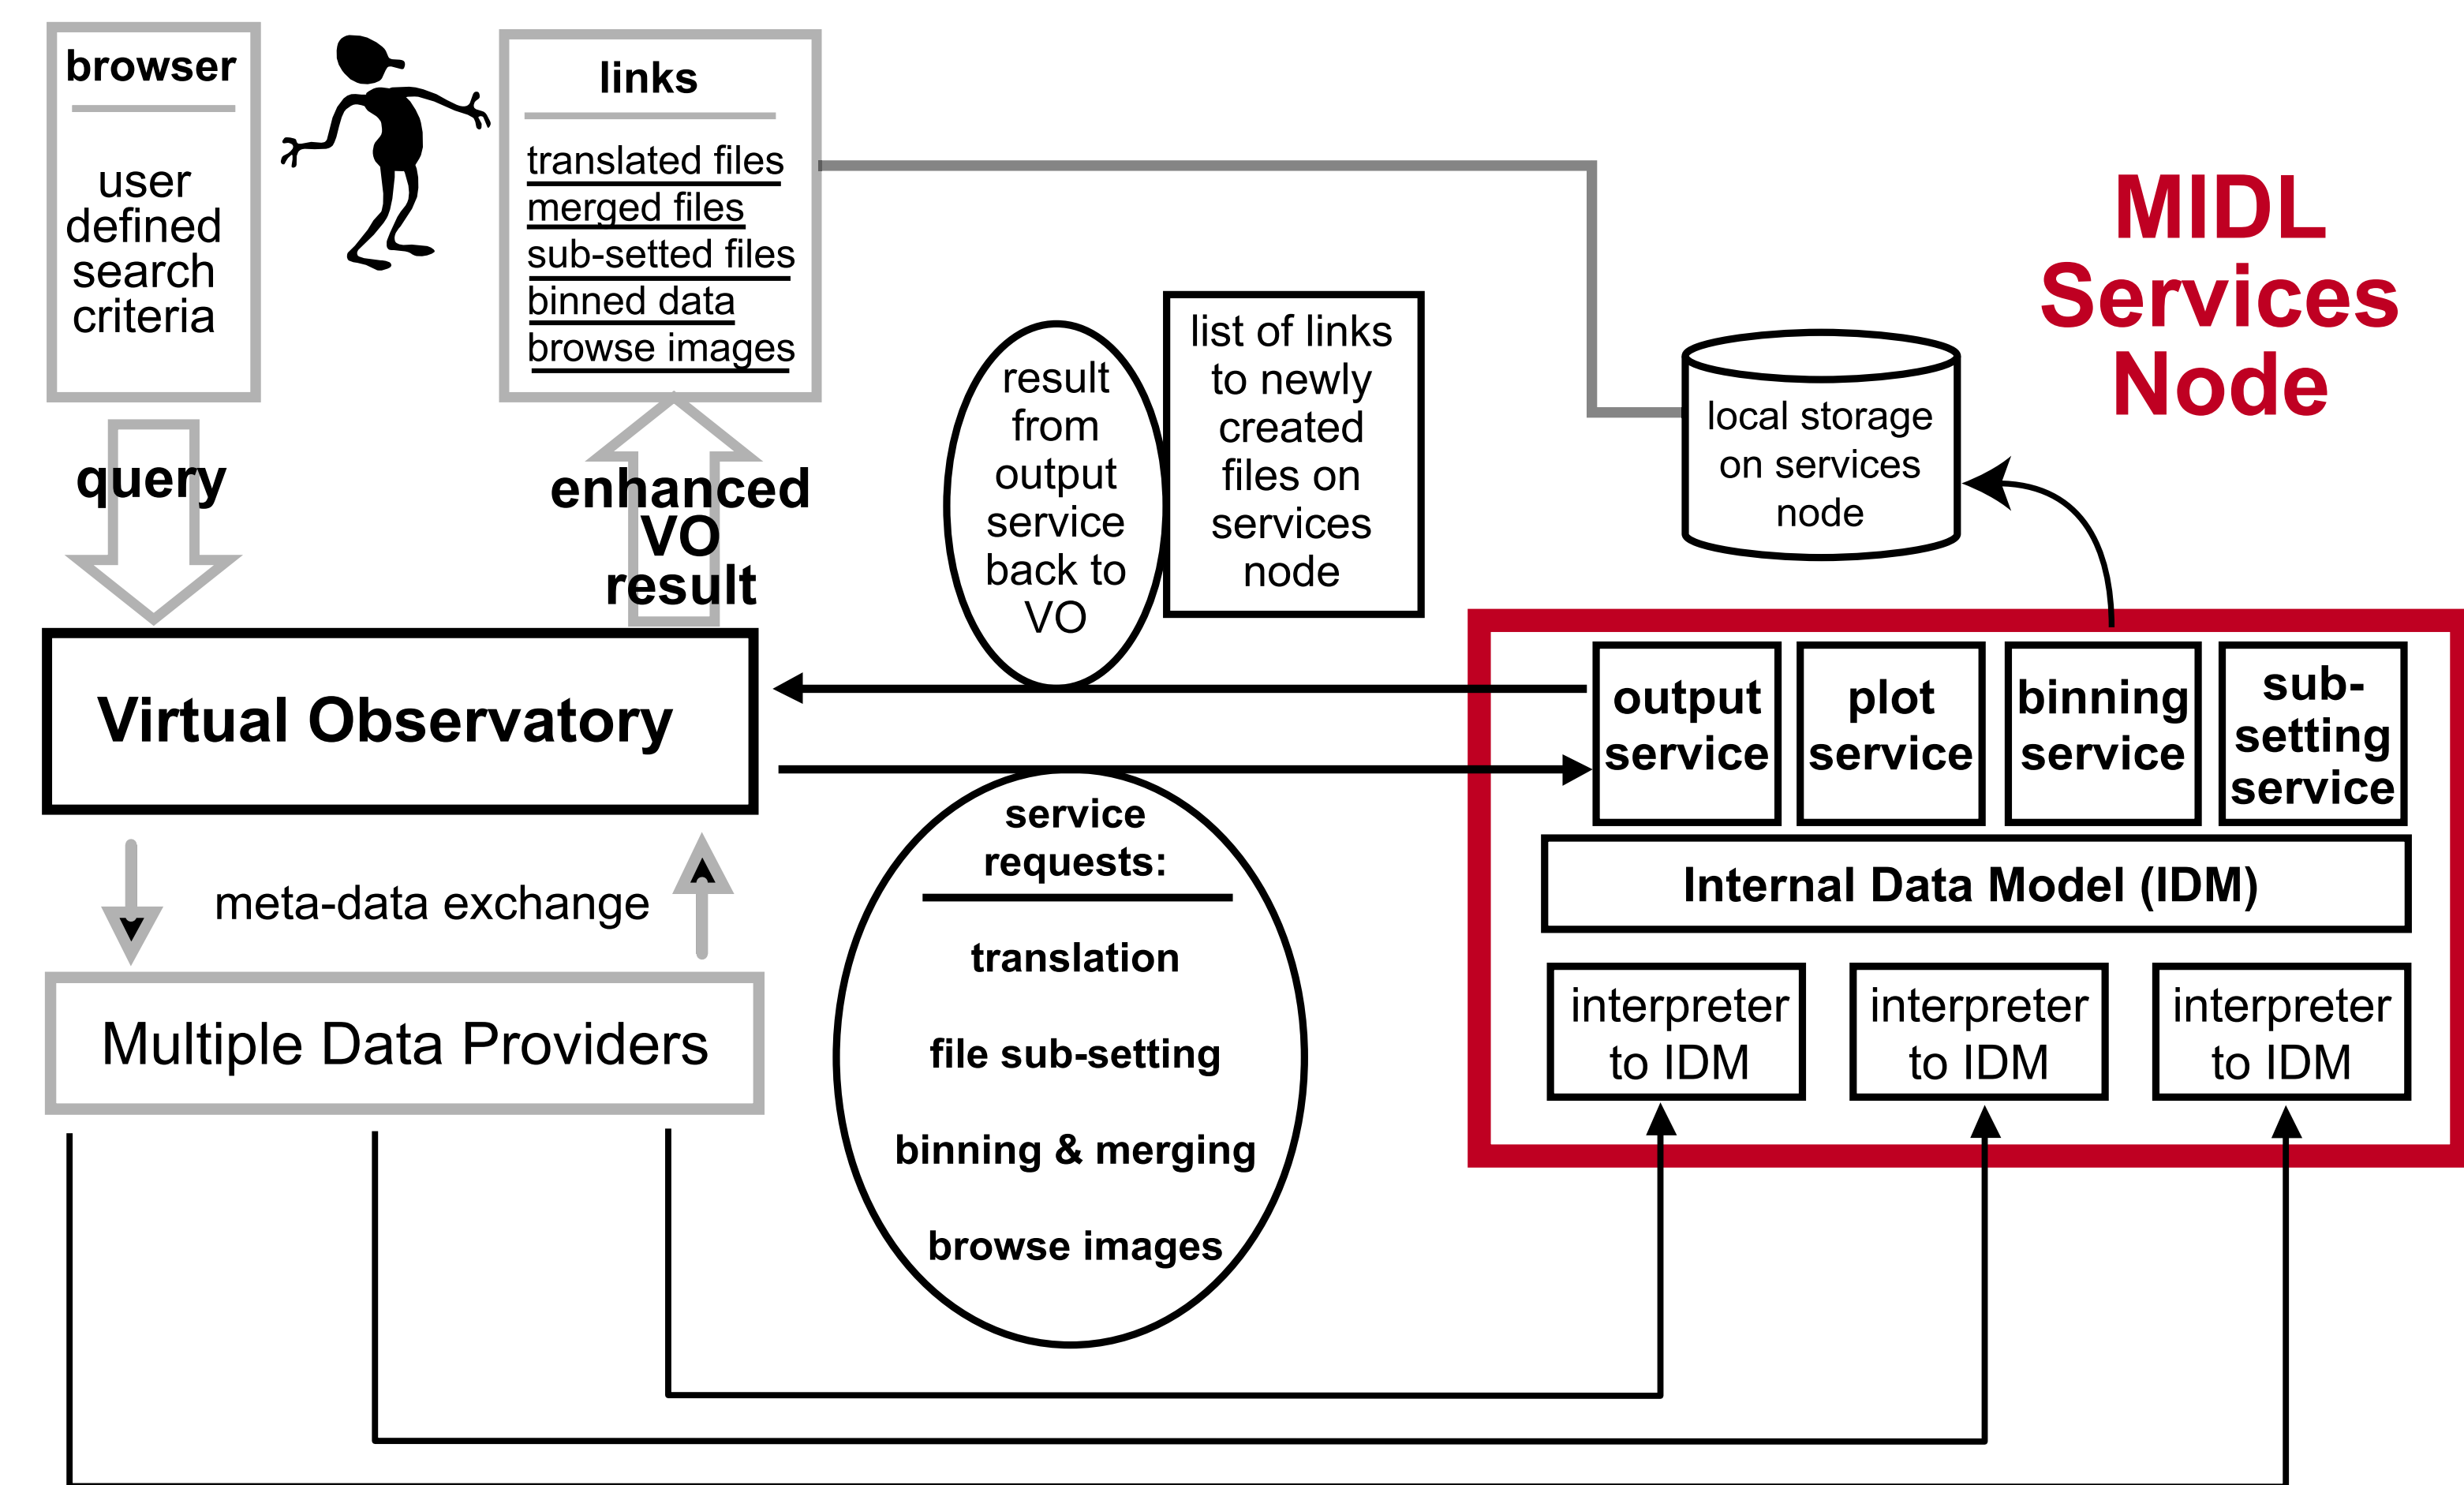 browser
user
defined
search
criteria
links
translated files
merged files
sub-setted files
binned data
browse images
MIDL
Services
Node
query
enhanced
VO
result
result
from
output
service
back to
VO
list of links
to newly
created
files on
services
node
local storage
on services
node
Virtual Observatory
output
service
plot
service
binning
service
sub-
setting
service
service
requests:
translation
file sub-setting
binning & merging
browse images
Internal Data Model (IDM)
meta-data exchange
Multiple Data Providers
interpreter
to IDM
interpreter
to IDM
interpreter
to IDM